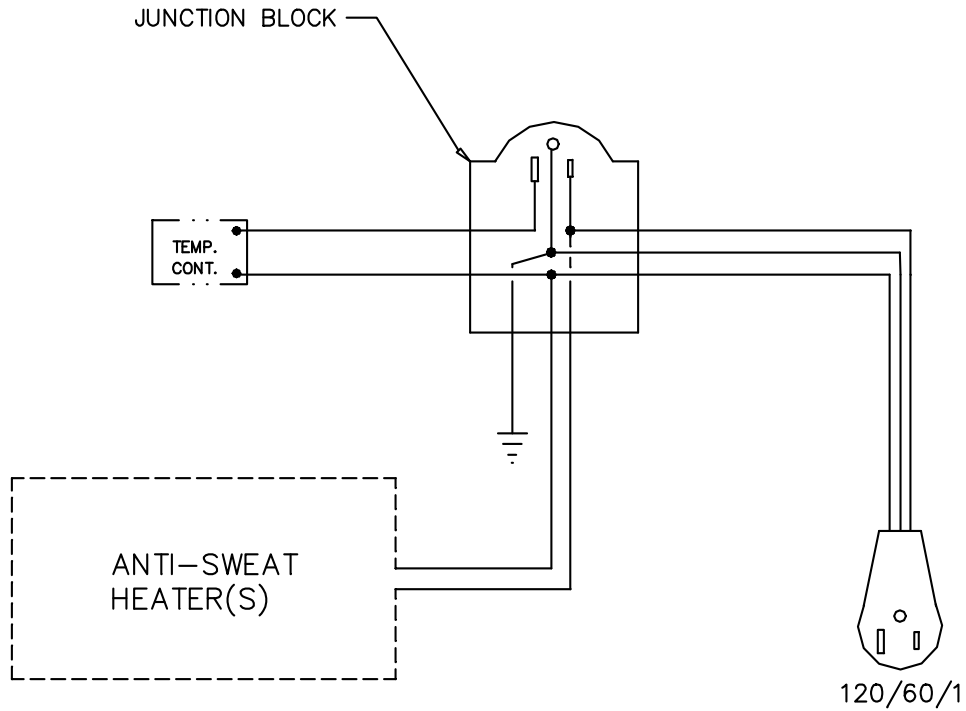 JUNCTION BLOCK
TEMP.
CONT.
ANTI-SWEAT
HEATER(S)
120/60/1